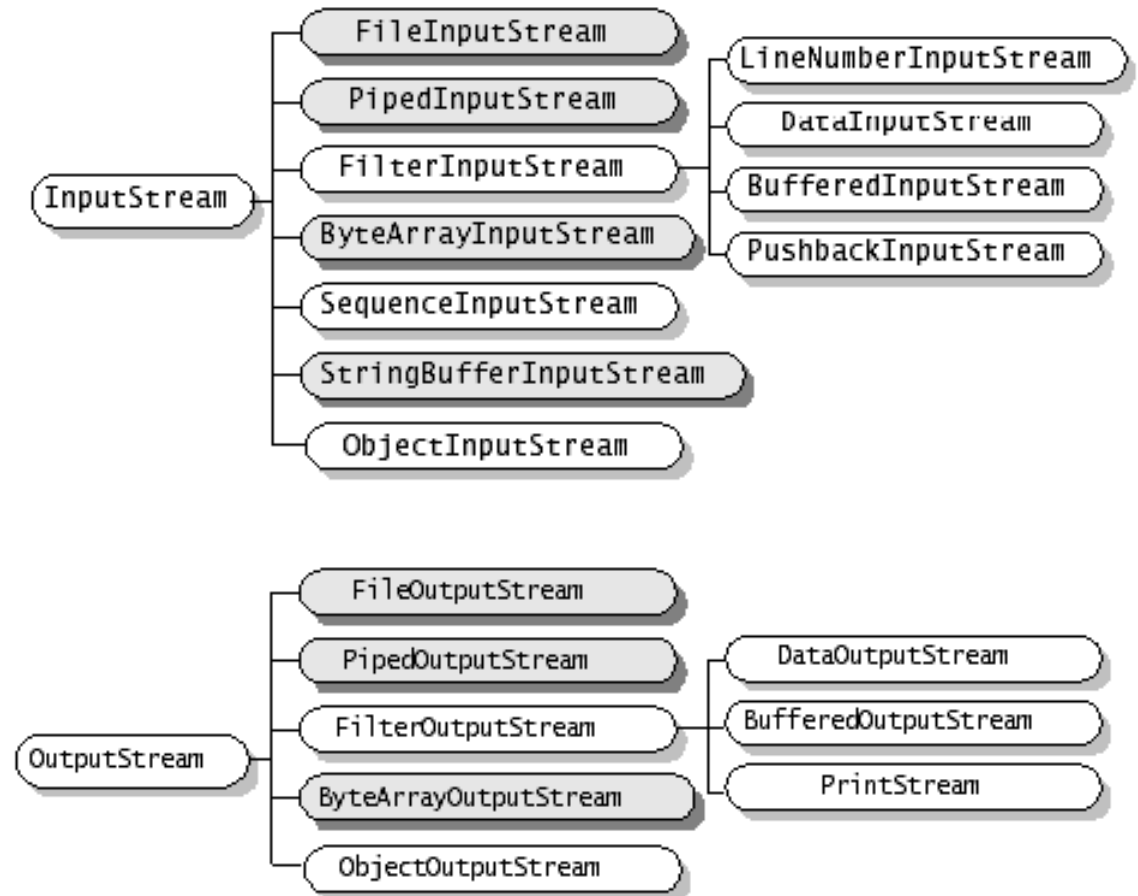 FileInputStream
PipedInputStream
FilterInputStream
InputStream
ByteArrayInputStream
SequenceInputStream
StringBufferInputStream
ObjectInputStream
LineNumberInputStream
DataInputStream
BufferedInputStream
PushbackInputStream
FileOutputStream
PipedOutputStream
FilterOutputStream
OutputStream
ByteArrayOutputStream
ObjectOutputStream
DataOutputStream
BufferedOutputStream
PrintStream